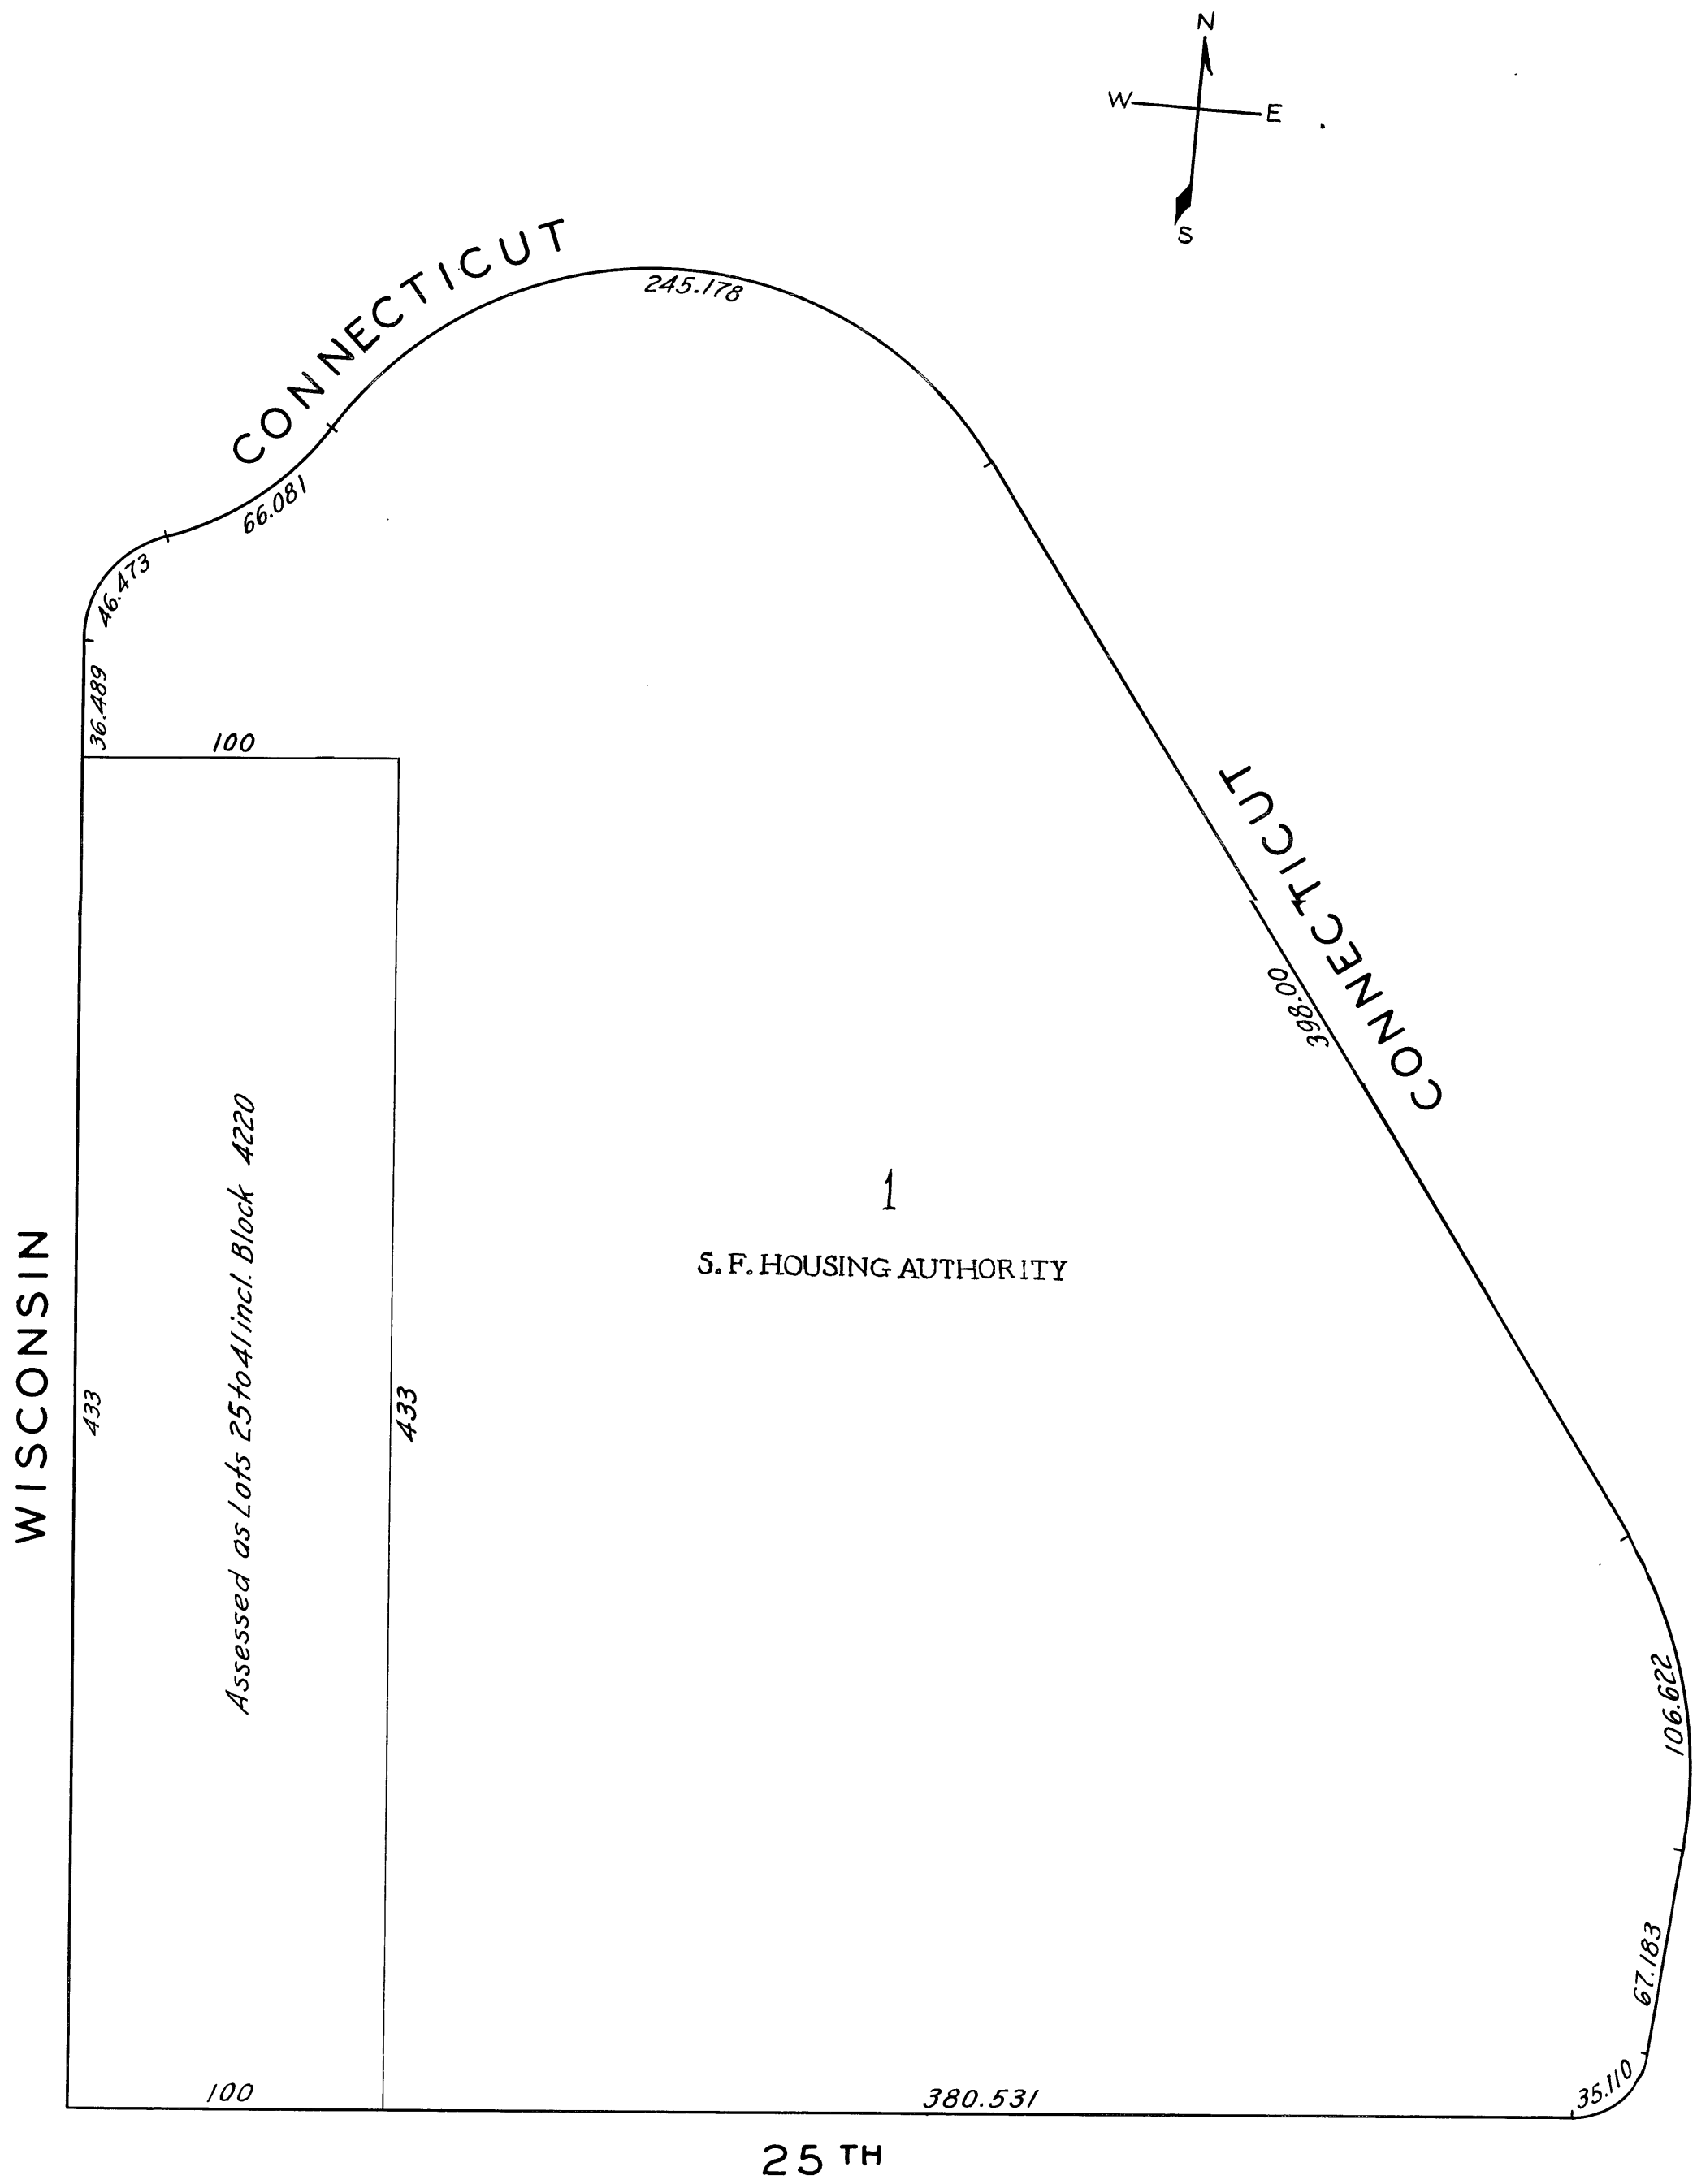 N
W E
S
CONNECTICUT
245.178
66.081
46.473
36.489
100
CONNECTICUT
398.00
1
S.F. HOUSING AUTHORITY
Assessed as Lots 25 to 41 incl. Block 4220
WISCONSIN
433
433
106.622
67.183
35.110
100
380.531
25TH